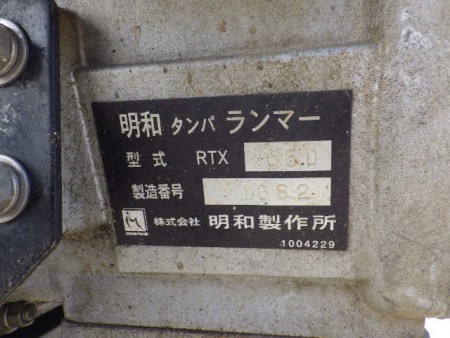 明和 タンパ ランマー
型式 RTX
製造番号
meiwa 株式会社 明和製作所
1004229